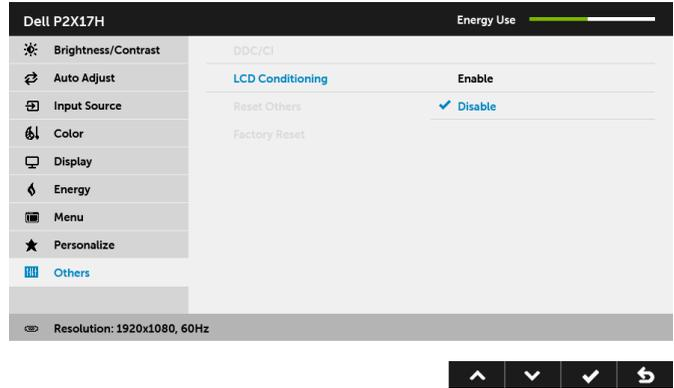 Dell P2X17H
Energy Use
Brightness/Contrast
Auto Adjust
Input Source
Color
Display
Energy
Menu
Personalize
Others
DDC/CI
LCD Conditioning
Enable
Reset Others
Disable
Factory Reset
Resolution: 1920x1080, 60Hz